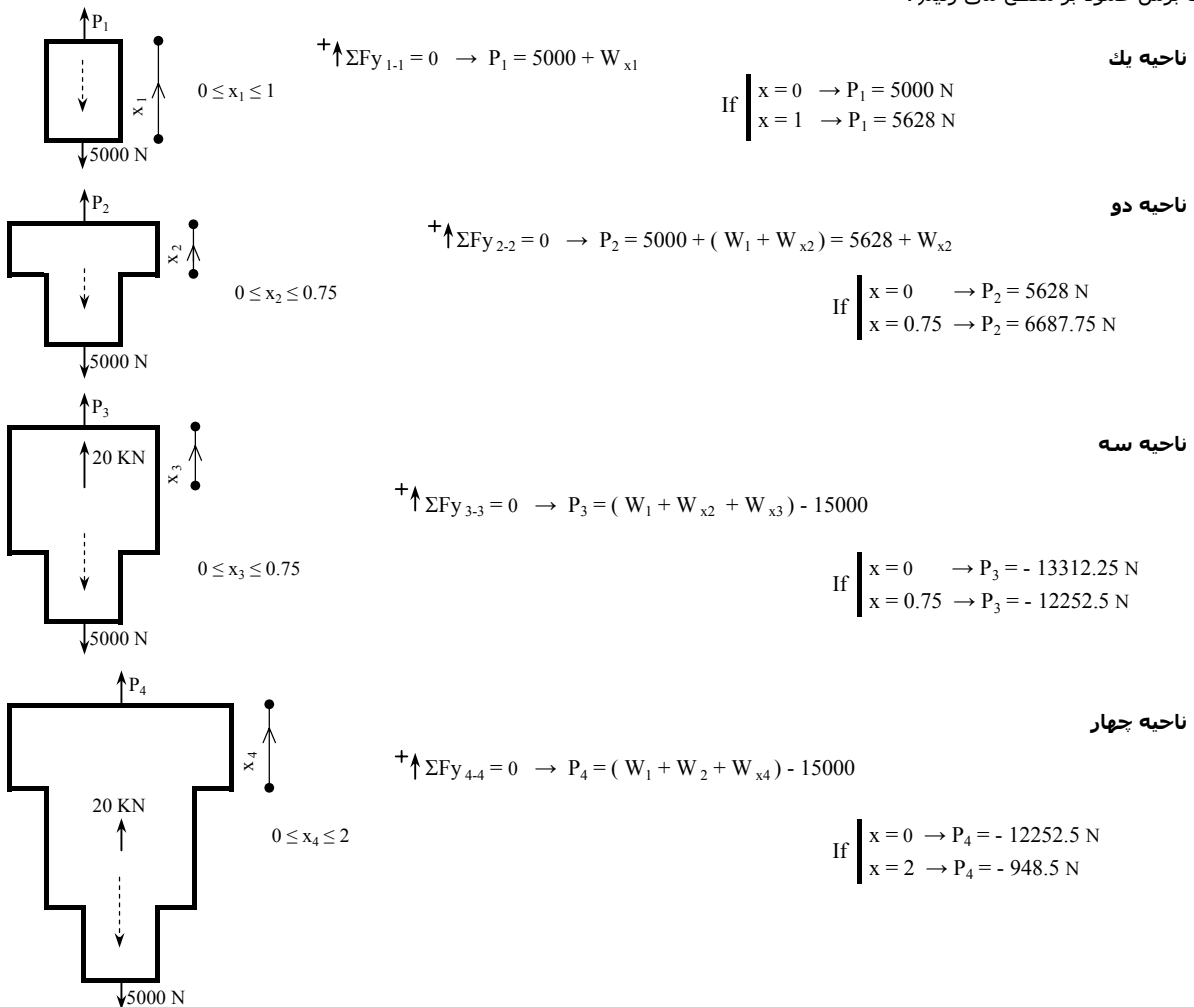 ناحیه یك
P1
+↑ΣFy 1-1 = 0 → P1 = 5000 + W x1
0 ≤ x1 ≤ 1
x1
If
x = 0 → P1 = 5000 N
x = 1 → P1 = 5628 N
5000 N
ناحیه دو
P2
+↑ΣFy 2-2 = 0 → P2 = 5000 + ( W1 + W x2 ) = 5628 + Wx2
x2
0 ≤ x2 ≤ 0.75
If
x = 0 → P2 = 5628 N
x = 0.75 → P2 = 6687.75 N
5000 N
ناحیه سه
P3
20 KN
x3
+↑ΣFy 3-3 = 0 → P3 = ( W1 + W x2 + W x3 ) - 15000
0 ≤ x3 ≤ 0.75
If
x = 0 → P3 = - 13312.25 N
x = 0.75 → P3 = - 12252.5 N
5000 N
ناحیه چهار
P4
x4
+↑ΣFy 4-4 = 0 → P4 = ( W1 + W2 + W x4 ) - 15000
20 KN
0 ≤ x4 ≤ 2
If
x = 0 → P4 = - 12252.5 N
x = 2 → P4 = - 948.5 N
5000 N